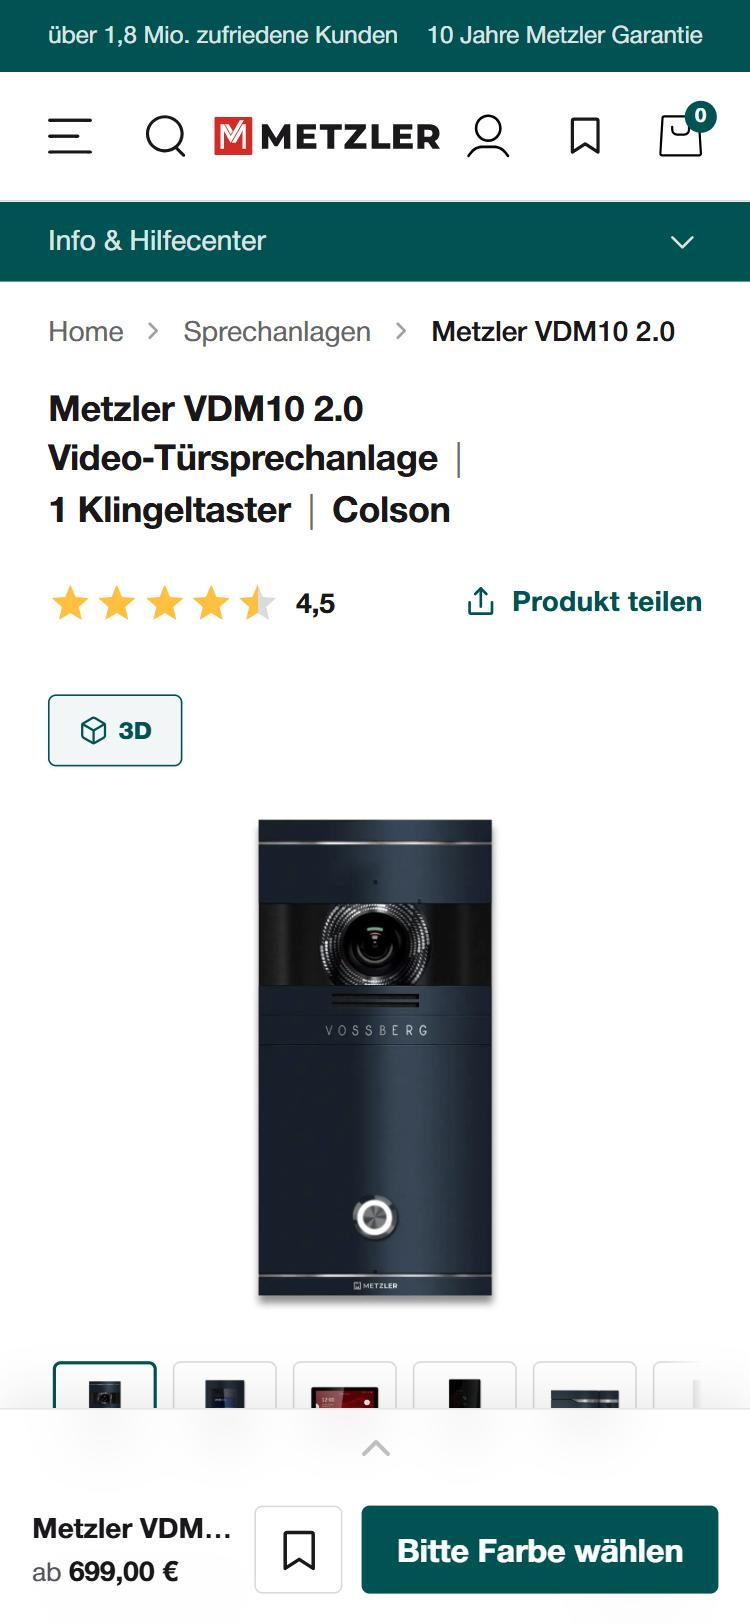 über 1,8 Mio. zufriedene Kunden 10 Jahre Metzler Garantie
METZLER
0
Info & Hilfecenter
Home > Sprechanlagen > Metzler VDM10 2.0
Metzler VDM10 2.0
Video-Türsprechanlage |
1 Klingeltaster | Colson
4,5
Produkt teilen
3D
VOSSBERG
METZLER
Metzler VDM...
ab 699,00 €
Bitte Farbe wählen